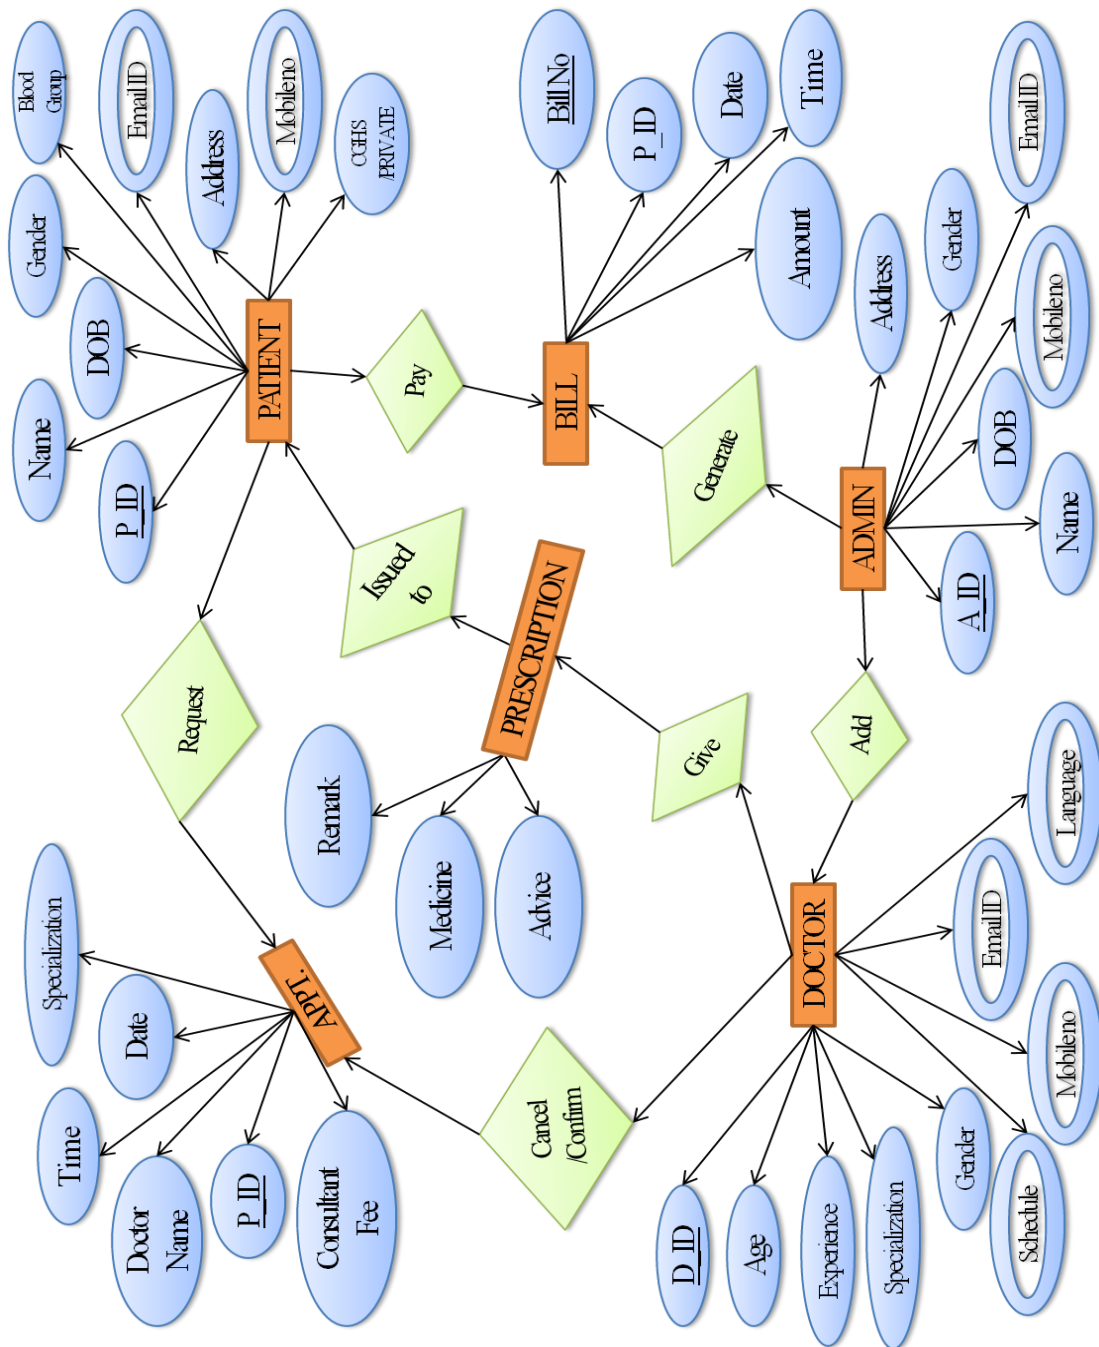 Time
Specialization
Name
Gender
Blood
Group
Doctor
Name
Date
P_ID
DOB
Email ID
Request
Address
P_ID
APPT.
PATIENT
Mobileno
Consultant
Fee
Remark
CGHS
/PRIVATE
Issued
to
Pay
Medicine
Advice
PRESCRIPTION
Cancel
/Confirm
BILL
Bill No
P_ID
Date
Time
Amount
Give
Generate
D_ID
Age
Experience
Specialization
Gender
Schedule
DOCTOR
Mobileno
Email ID
Language
Add
ADMIN
Address
Gender
A_ID
Name
DOB
Mobileno
Email ID